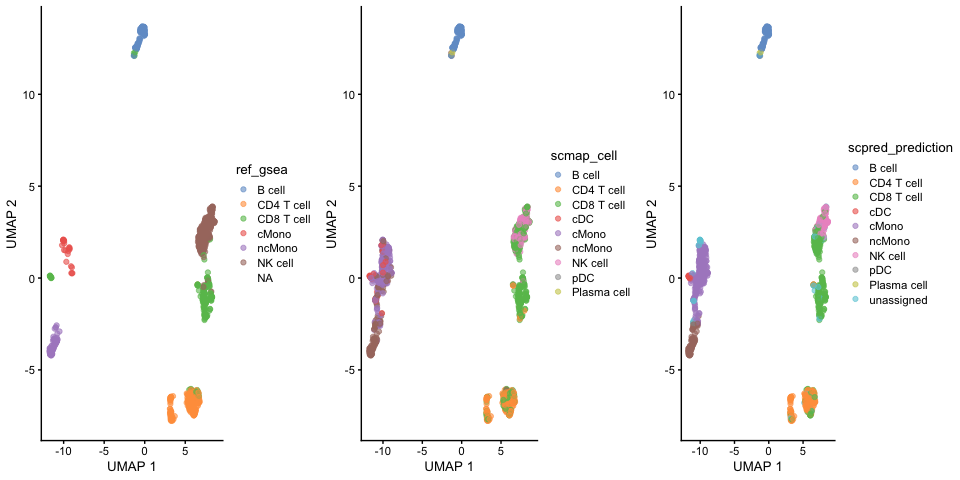 UMAP 2
10
5
0
-5
-10
-5
0
5
UMAP 1
ref_gsea
B cell
CD4 T cell
CD8 T cell
cMono
ncMono
NK cell
NA
UMAP 2
10
5
0
-5
-10
-5
0
5
UMAP 1
scmap_cell
B cell
CD4 T cell
CD8 T cell
cDC
cMono
ncMono
NK cell
pDC
Plasma cell
UMAP 2
10
5
0
-5
-10
-5
0
5
UMAP 1
scpred_prediction
B cell
CD4 T cell
CD8 T cell
cDC
cMono
ncMono
NK cell
pDC
Plasma cell
unassigned